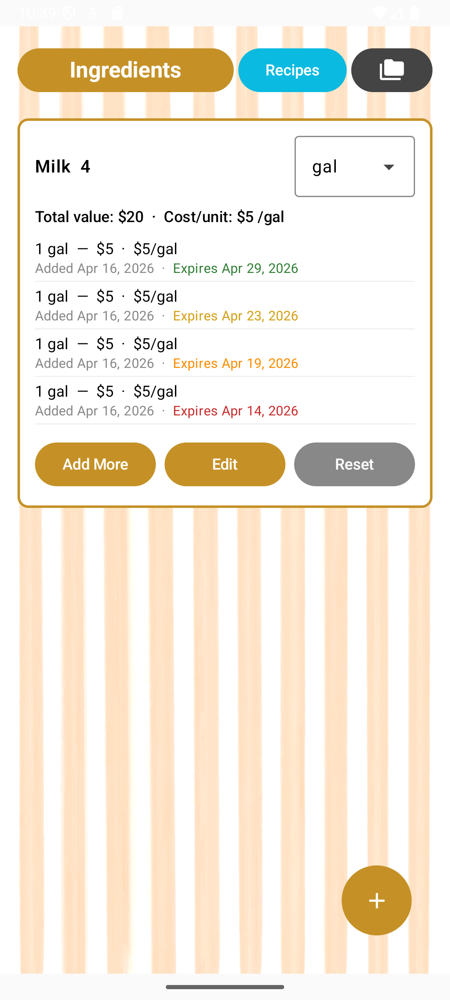 10:39
Ingredients
Recipes
Milk 4
gal
Total value: $20 · Cost/unit: $5 /gal
1 gal — $5 · $5/gal
Added Apr 16, 2026 · Expires Apr 29, 2026
1 gal — $5 · $5/gal
Added Apr 16, 2026 · Expires Apr 23, 2026
1 gal — $5 · $5/gal
Added Apr 16, 2026 · Expires Apr 19, 2026
1 gal — $5 · $5/gal
Added Apr 16, 2026 · Expires Apr 14, 2026
Add More
Edit
Reset
+